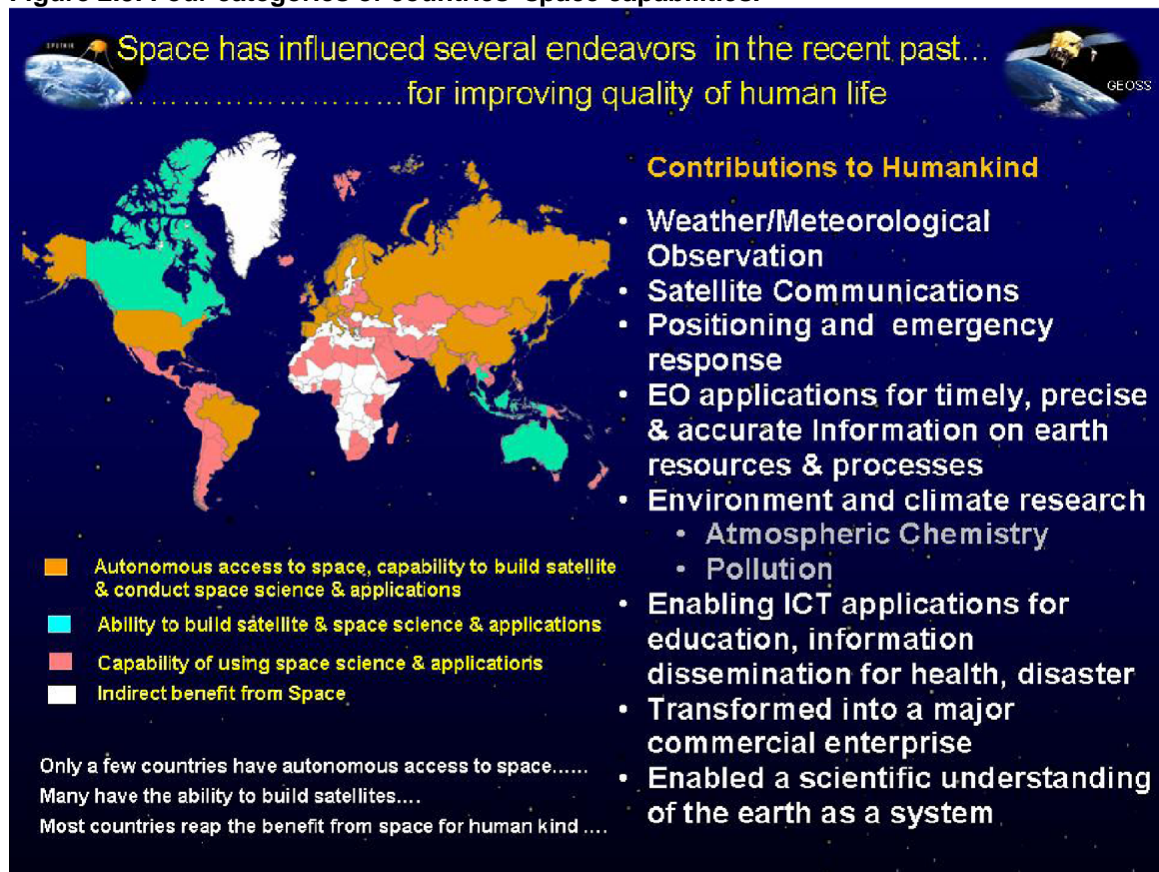 SPUTNIK
Space has influenced several endeavors in the recent past...
...........................for improving quality of human life
GEOSS
Contributions to Humankind
• Weather/Meteorological
Observation
• Satellite Communications
• Positioning and emergency
response
• EO applications for timely, precise
& accurate Information on earth
resources & processes
• Environment and climate research
• Atmospheric Chemistry
• Pollution
• Enabling ICT applications for
education, information
dissemination for health, disaster
• Transformed into a major
commercial enterprise
• Enabled a scientific understanding
of the earth as a system
Autonomous access to space, capability to build satellite
& conduct space science & applications
Ability to build satellite & space science & applications
Capability of using space science & applications
Indirect benefit from Space
Only a few countries have autonomous access to space......
Many have the ability to build satellites....
Most countries reap the benefit from space for human kind ....